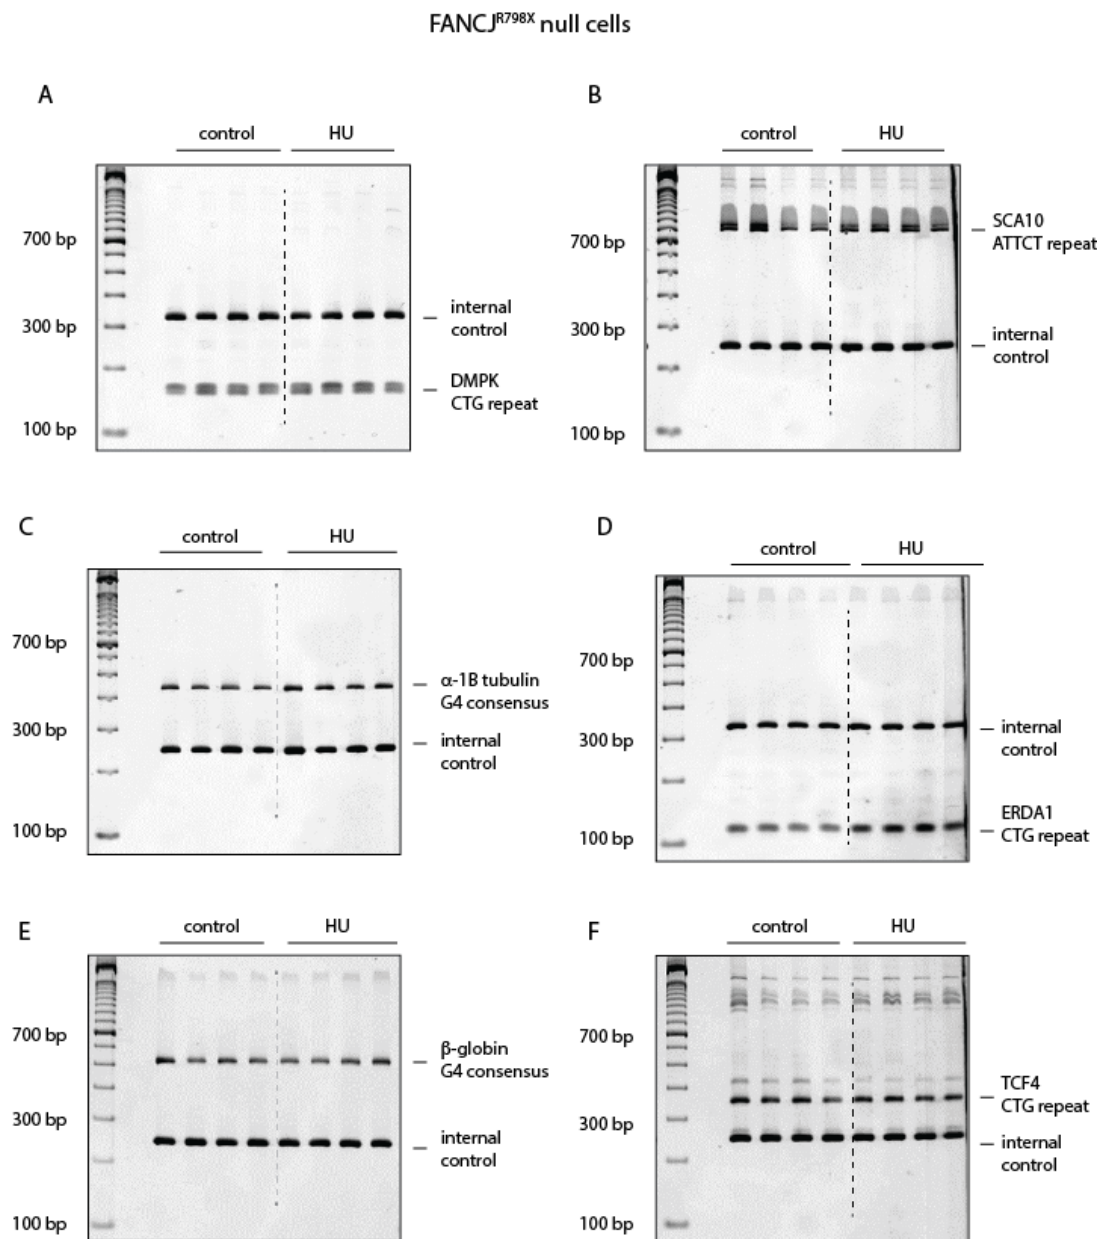 FANCJR798X null cells
A
control HU
700 bp
300 bp
100 bp
internal
control
DMPK
CTG repeat
B
control HU
700 bp
300 bp
100 bp
SCA10
ATTCT repeat
internal
control
C
control HU
700 bp
300 bp
100 bp
α-1B tubulin
G4 consensus
internal
control
D
control HU
700 bp
300 bp
100 bp
internal
control
ERDA1
CTG repeat
E
control HU
700 bp
300 bp
100 bp
β-globin
G4 consensus
internal
control
F
control HU
700 bp
300 bp
100 bp
TCF4
CTG repeat
internal
control